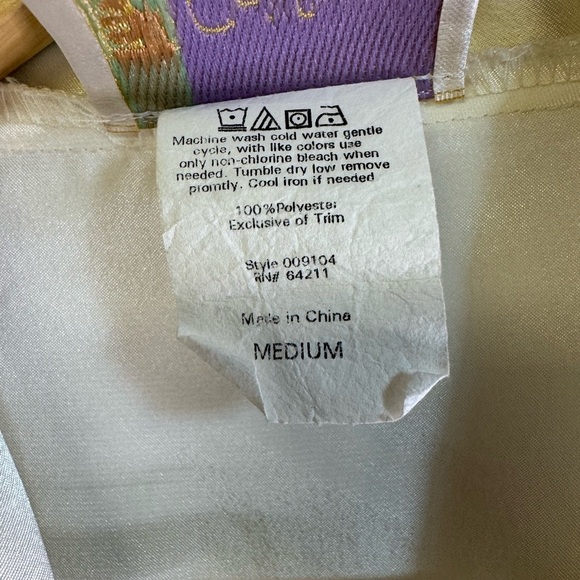 Machine wash cold water gentle
cycle, with like colors use
only non-chlorine bleach when
needed. Tumble dry low remove
promtly. Cool iron if needed
100%Polyester
Exclusive of Trim
Style 009104
RN# 64211
Made in China
MEDIUM